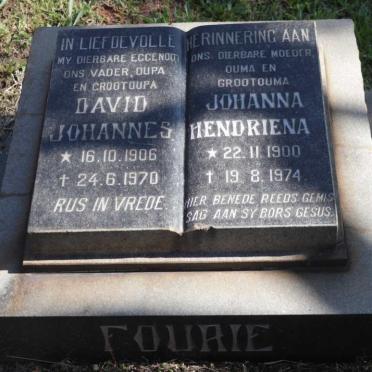 IN LIEFDEVOLLE
MY DIERBARE EGGENOOT
ONS VADER, OUPA
EN GROOTOUPA
DAVID
JOHANNES
* 16.10.1906
† 24.6.1970
RUS IN VREDE.
HERINNERING AAN
ONS DIERBARE MOEDER,
OUMA EN
GROOTOUMA
JOHANNA
HENDRIENA
* 22.11.1900
† 19.8.1974.
HIER BENEDE REEDS GEMIS
SAG AAN SY BORS GESUS.
FOURIE